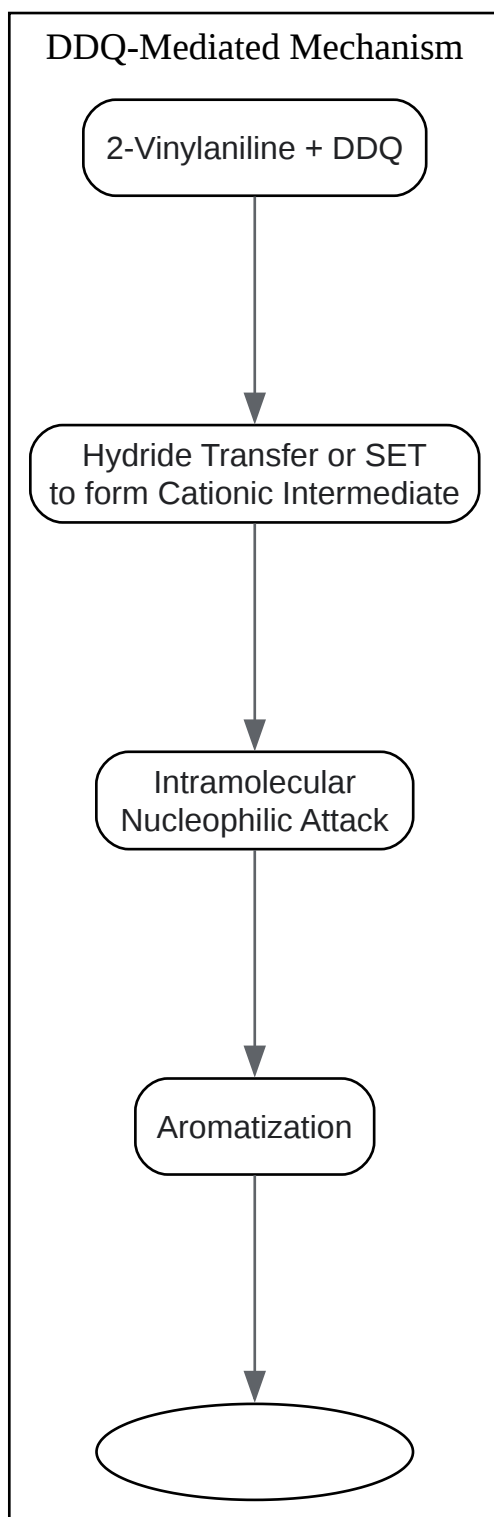 DDQ-Mediated Mechanism
2-Vinylaniline + DDQ
Hydride Transfer or SET
to form Cationic Intermediate
Intramolecular
Nucleophilic Attack
Aromatization